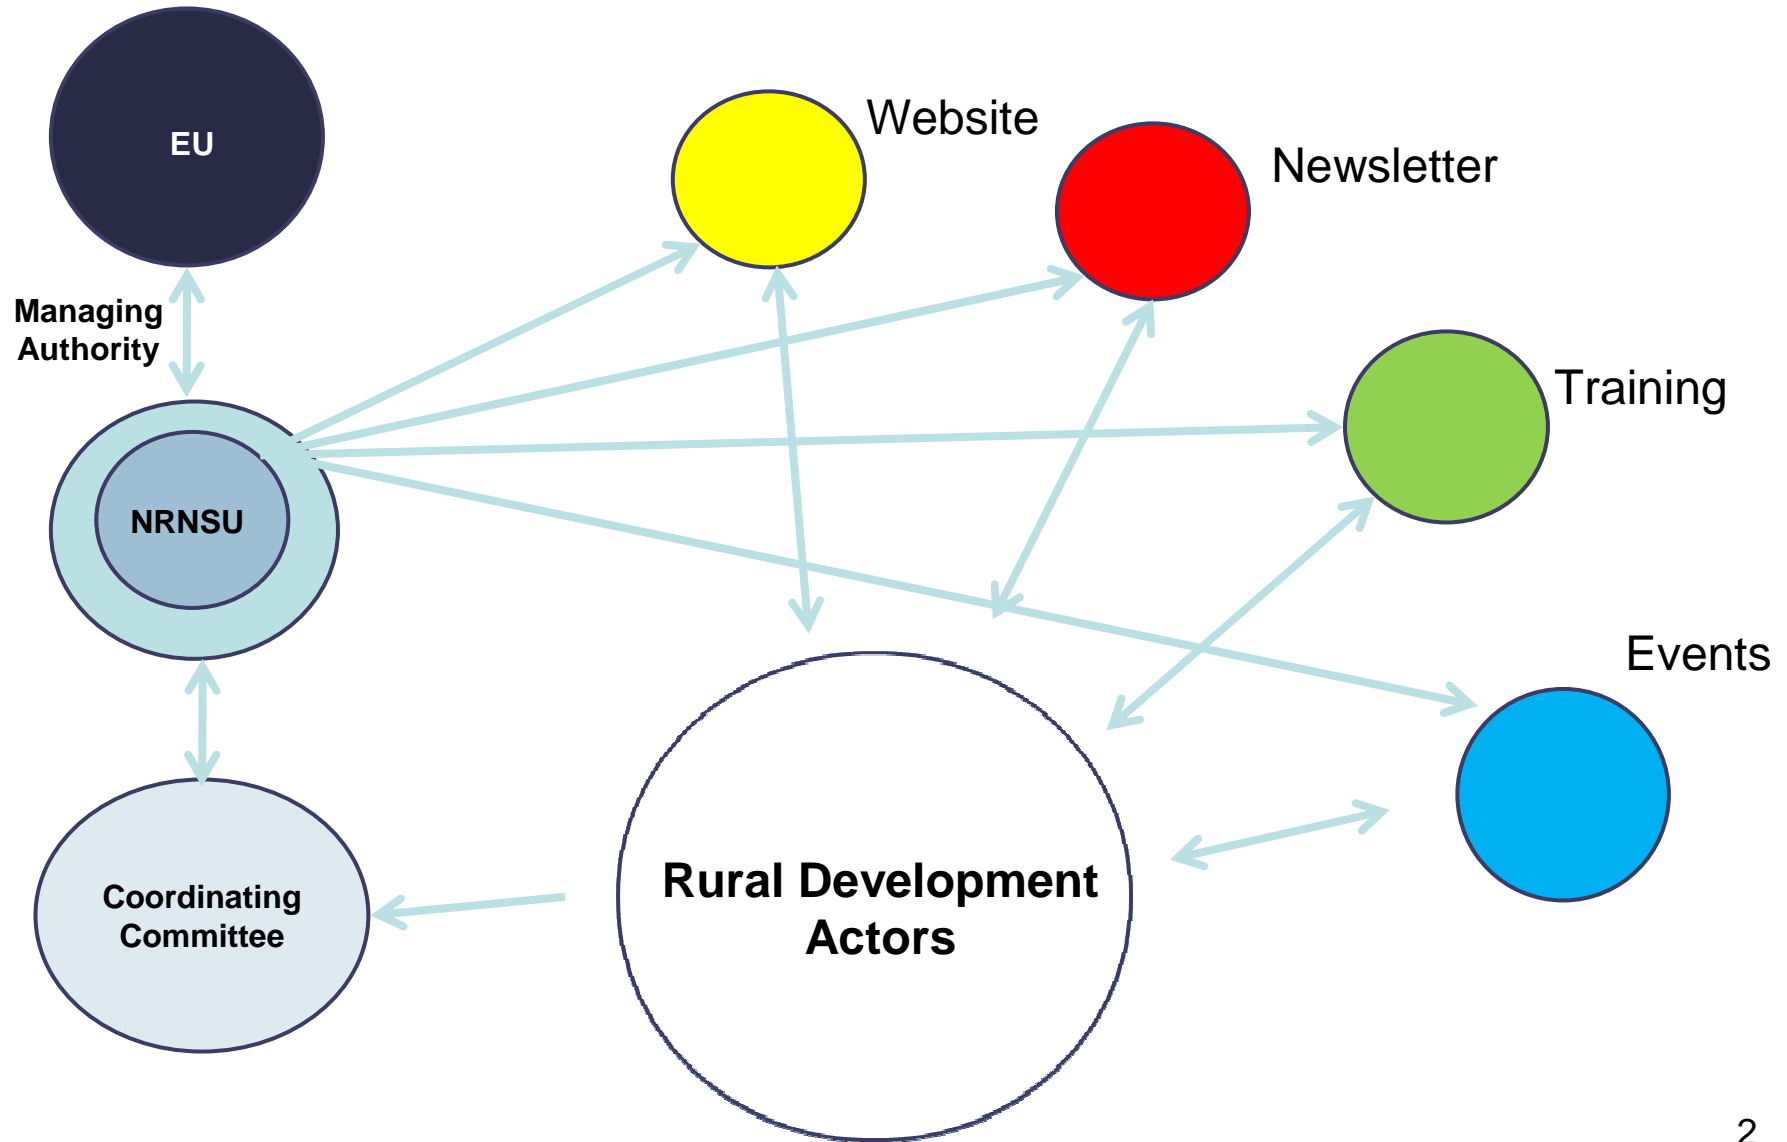 EU
Website
Newsletter
Managing
Authority
Training
NRNSU
Events
Rural Development
Actors
Coordinating
Committee
2